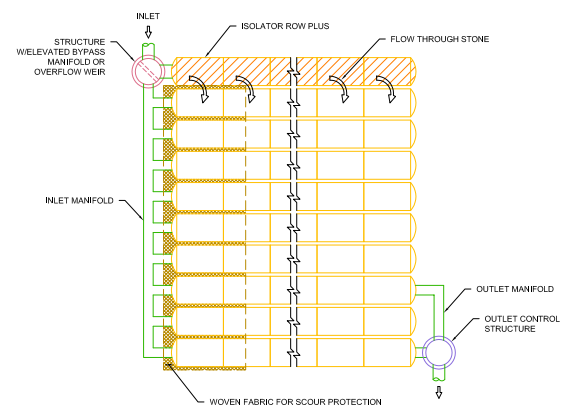 INLET
ISOLATOR ROW PLUS
STRUCTURE
W/ELEVATED BYPASS
MANIFOLD OR
OVERFLOW WEIR
FLOW THROUGH STONE
INLET MANIFOLD
OUTLET MANIFOLD
OUTLET CONTROL
STRUCTURE
WOVEN FABRIC FOR SCOUR PROTECTION